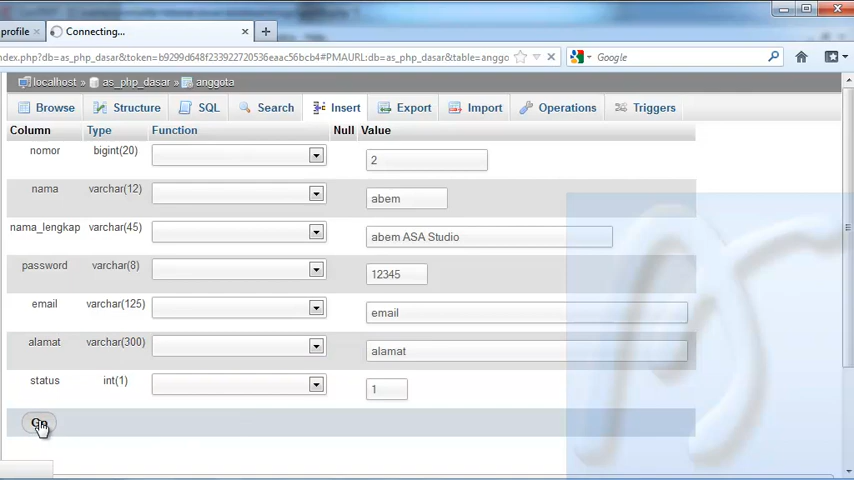 profile
Connecting...
ndex.php?db=as_php_dasar&token=b9299d648f233922720536eaac56bcb4#PMAURL:db=as_php_dasar&table=anggo
Google
localhost » as_php_dasar » anggota
Browse Structure SQL Search Insert Export Import Operations Triggers
Column Type Function Null Value
nomor bigint(20) 2
nama varchar(12) abem
nama_lengkap varchar(45) abem ASA Studio
password varchar(8) 12345
email varchar(125) email
alamat varchar(300) alamat
status int(1) 1
Go